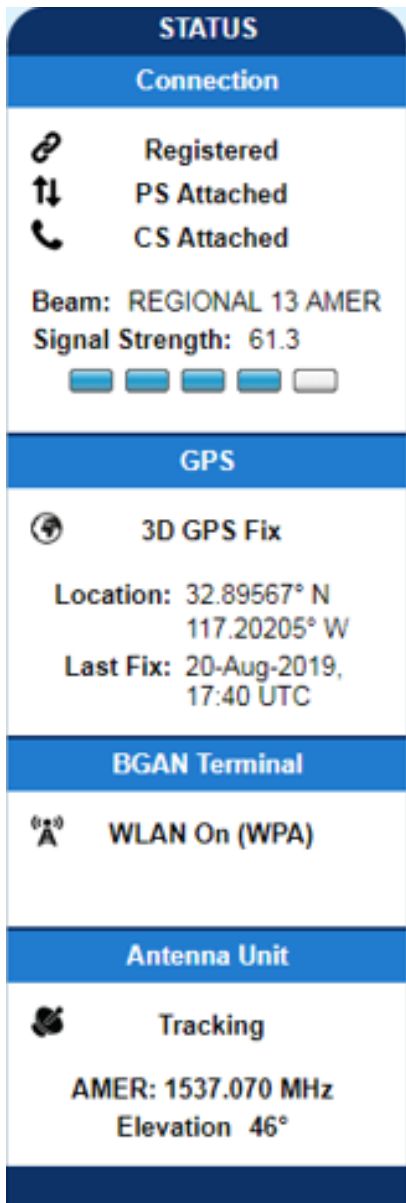 STATUS
Connection
Registered
PS Attached
CS Attached
Beam: REGIONAL 13 AMER
Signal Strength: 61.3
GPS
3D GPS Fix
Location: 32.89567° N
117.20205° W
Last Fix: 20-Aug-2019,
17:40 UTC
BGAN Terminal
WLAN On (WPA)
Antenna Unit
Tracking
AMER: 1537.070 MHz
Elevation 46°